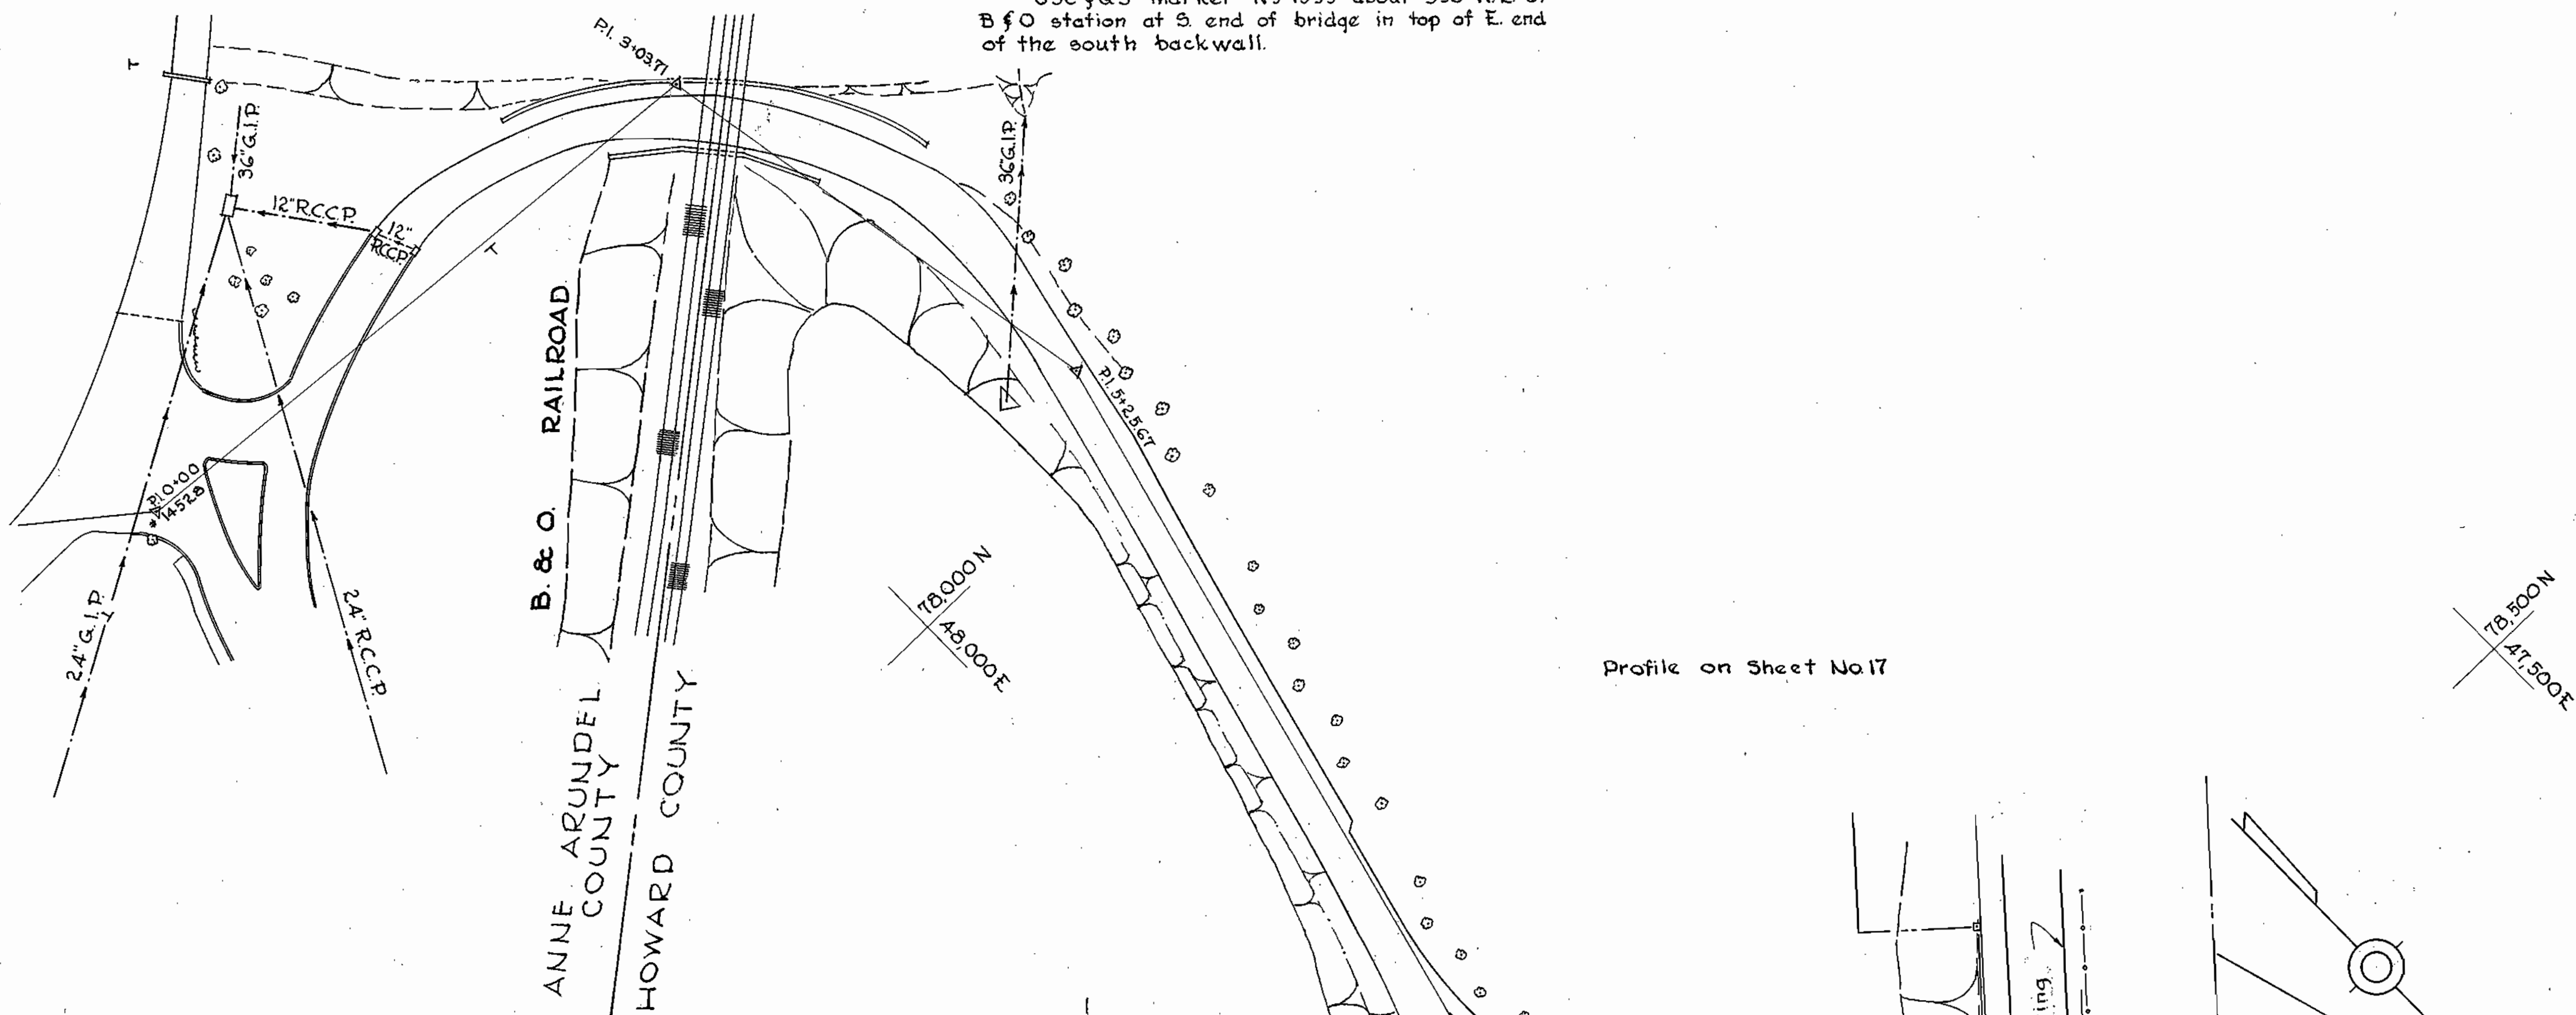 B & O station at S. end of bridge in top of E. end
of the south backwall.
P.I. 3+03.71
T
36"G.I.P.
12"R.C.C.P.
12"
R.C.C.P.
T
36"G.I.P.
B. & O. RAILROAD
P.I. 5+25.67
P.I. 0+00
14528
24" G.I.P.
24" R.C.C.P.
78,000 N
48,000 E
78,500 N
47,500 E
Profile on Sheet No. 17
ANNE ARUNDEL
COUNTY
HOWARD COUNTY